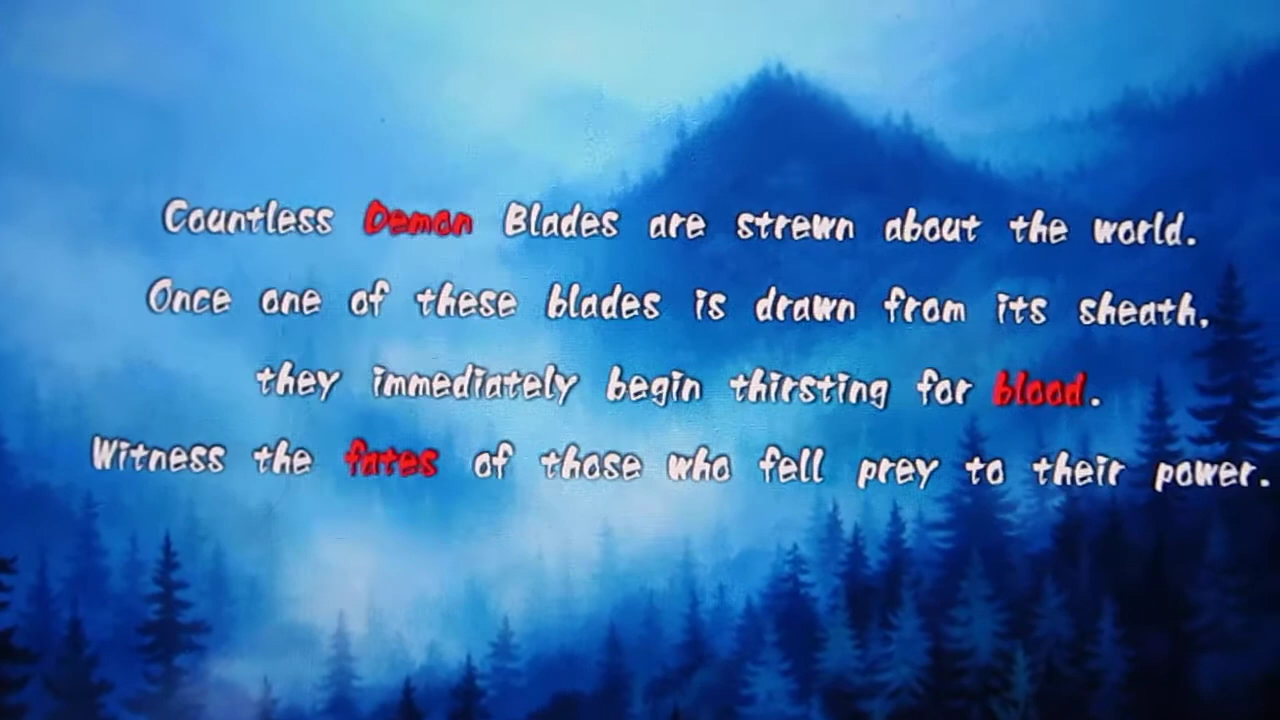 Countless Demon Blades are strewn about the world.
Once one of these blades is drawn from its sheath,
they immediately begin thirsting for blood.
Witness the fates of those who fell prey to their power.